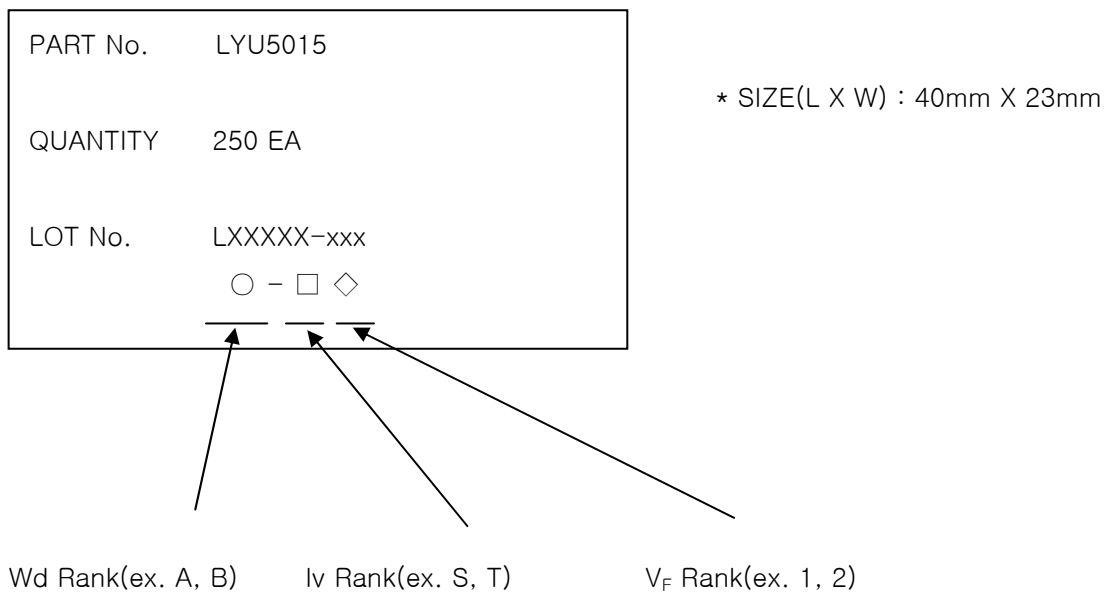 PART No. LYU5015
* SIZE(L X W) : 40mm X 23mm
QUANTITY 250 EA
LOT No. LXXXXX-xxx
○ - □ ◇
Wd Rank(ex. A, B) Iv Rank(ex. S, T) VF Rank(ex. 1, 2)